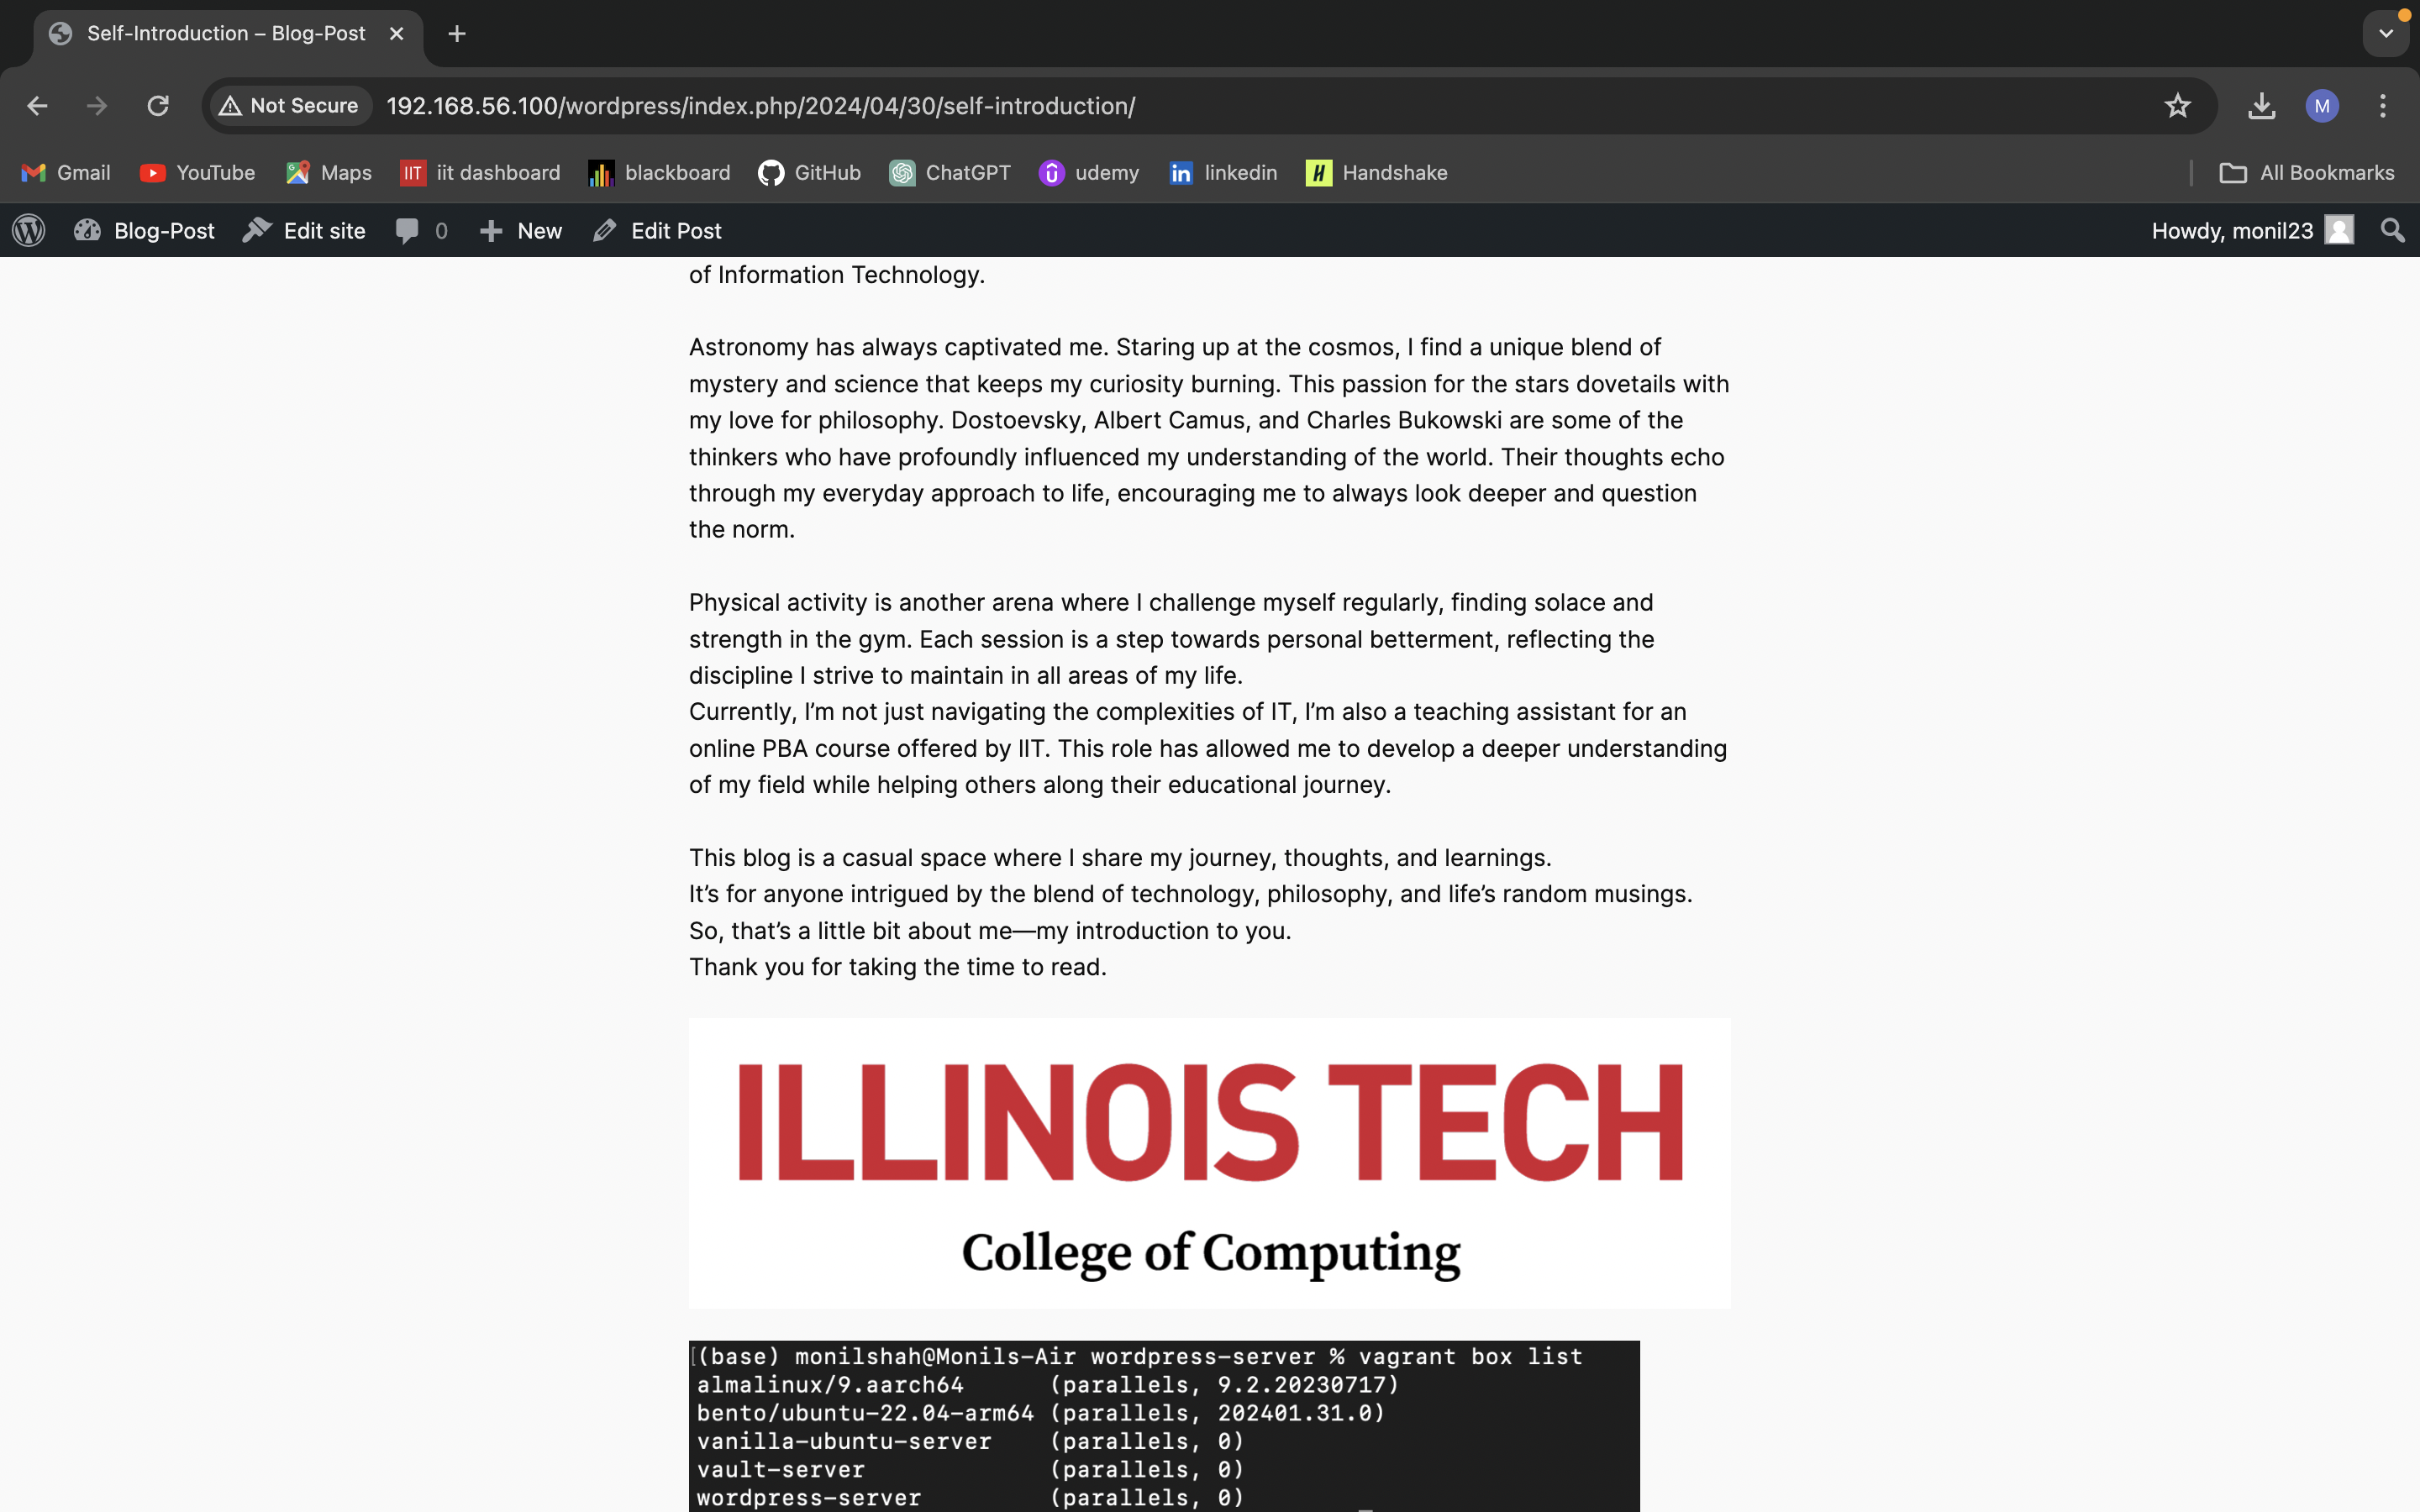 Self-Introduction – Blog-Post
Not Secure 192.168.56.100/wordpress/index.php/2024/04/30/self-introduction/ M
Gmail YouTube Maps IIT iit dashboard blackboard GitHub ChatGPT udemy in linkedin H Handshake All Bookmarks
Blog-Post Edit site 0 New Edit Post Howdy, monil23
of Information Technology.
Astronomy has always captivated me. Staring up at the cosmos, I find a unique blend of
mystery and science that keeps my curiosity burning. This passion for the stars dovetails with
my love for philosophy. Dostoevsky, Albert Camus, and Charles Bukowski are some of the
thinkers who have profoundly influenced my understanding of the world. Their thoughts echo
through my everyday approach to life, encouraging me to always look deeper and question
the norm.
Physical activity is another arena where I challenge myself regularly, finding solace and
strength in the gym. Each session is a step towards personal betterment, reflecting the
discipline I strive to maintain in all areas of my life.
Currently, I’m not just navigating the complexities of IT, I’m also a teaching assistant for an
online PBA course offered by IIT. This role has allowed me to develop a deeper understanding
of my field while helping others along their educational journey.
This blog is a casual space where I share my journey, thoughts, and learnings.
It’s for anyone intrigued by the blend of technology, philosophy, and life’s random musings.
So, that’s a little bit about me—my introduction to you.
Thank you for taking the time to read.
ILLINOIS TECH
College of Computing
[(base) monilshah@Monils-Air wordpress-server % vagrant box list
almalinux/9.aarch64 (parallels, 9.2.20230717)
bento/ubuntu-22.04-arm64 (parallels, 202401.31.0)
vanilla-ubuntu-server (parallels, 0)
vault-server (parallels, 0)
wordpress-server (parallels, 0)